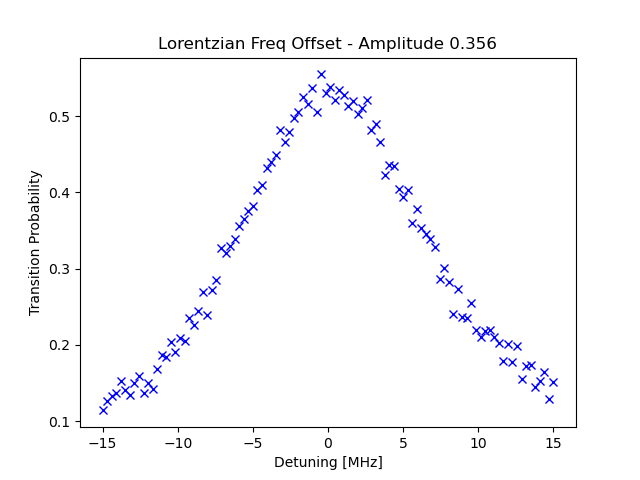 Lorentzian Freq Offset - Amplitude 0.356
Transition Probability
0.5
0.4
0.3
0.2
0.1
−15 −10 −5 0 5 10 15
Detuning [MHz]